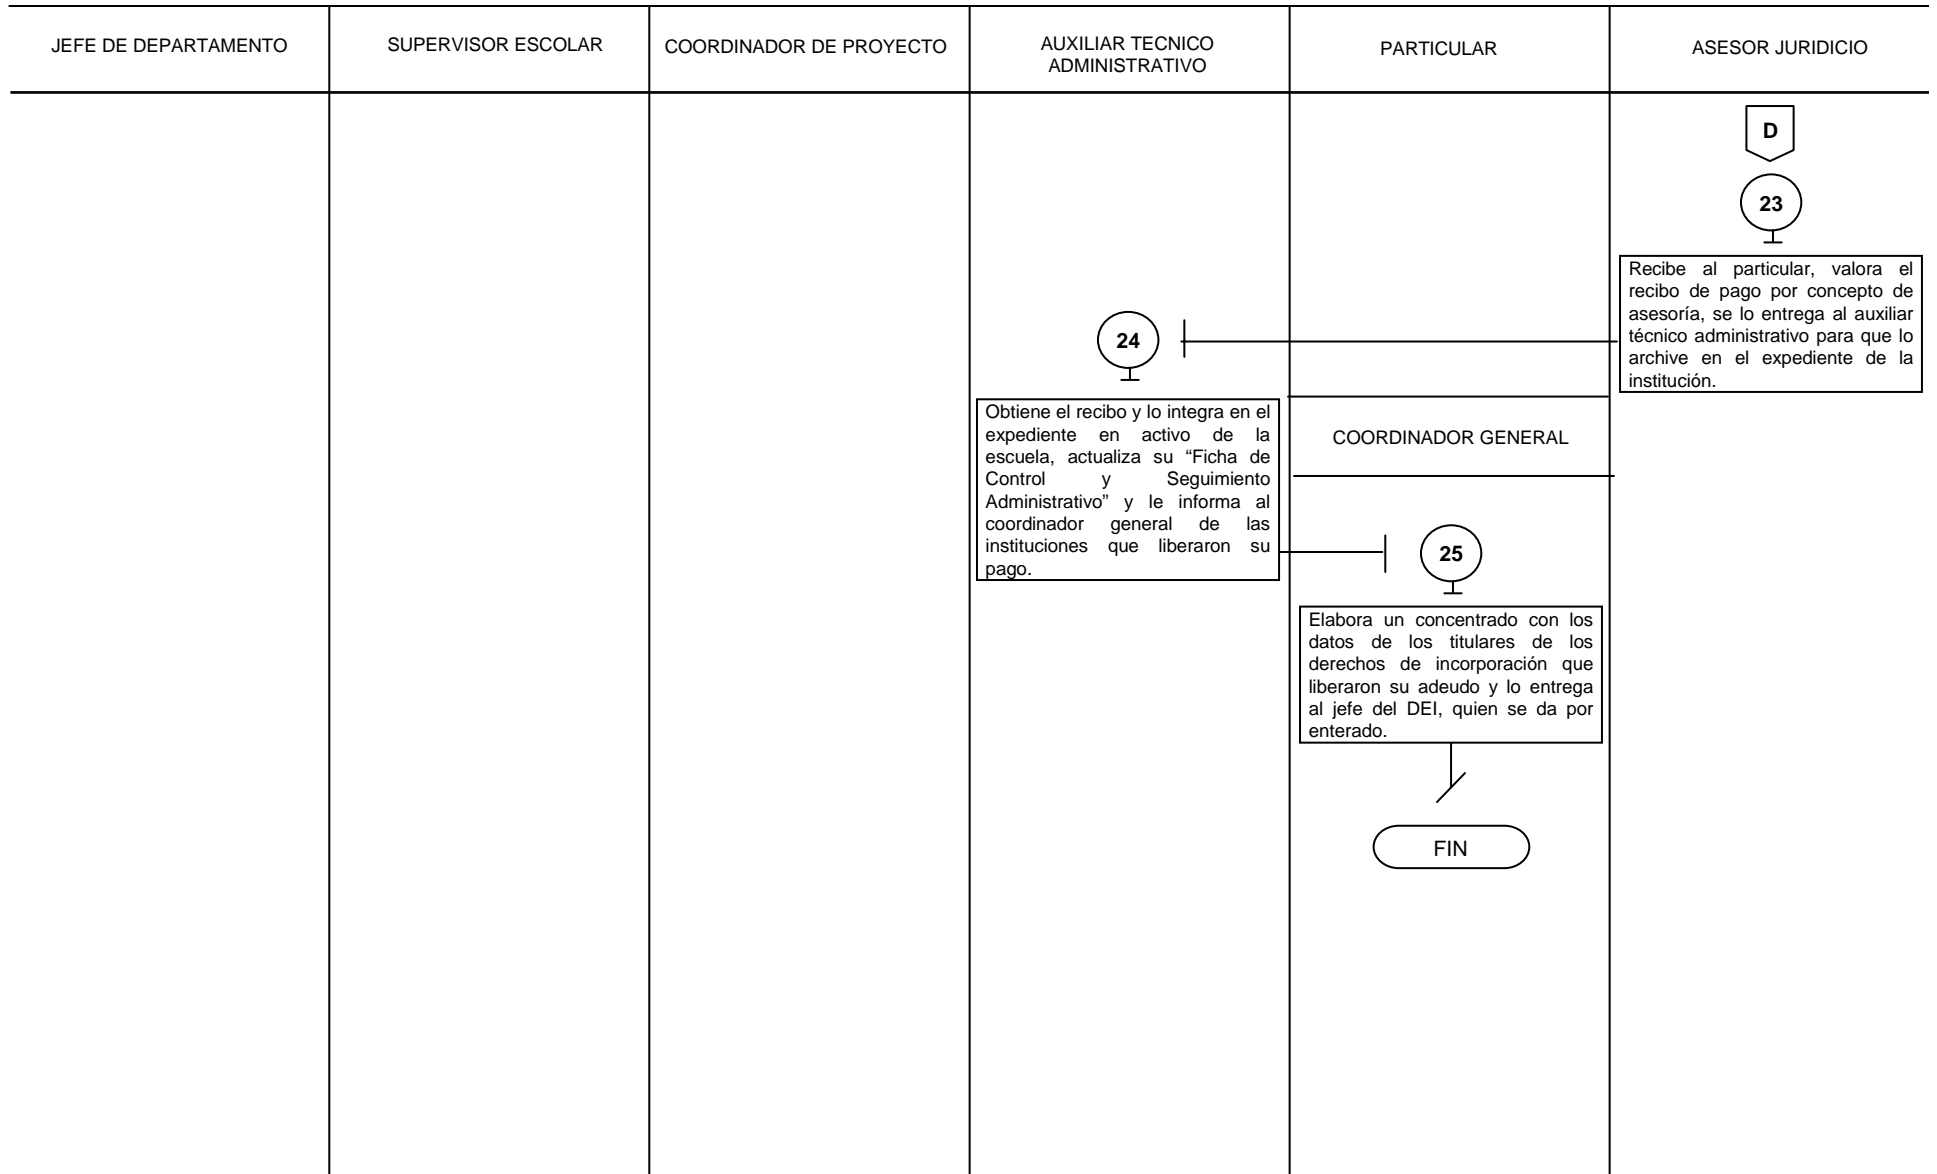 JEFE DE DEPARTAMENTO
SUPERVISOR ESCOLAR
COORDINADOR DE PROYECTO
AUXILIAR TECNICO
ADMINISTRATIVO
PARTICULAR
ASESOR JURIDICIO
D
23
Recibe al particular, valora el
recibo de pago por concepto de
asesoría, se lo entrega al auxiliar
técnico administrativo para que lo
archive en el expediente de la
institución.
24
Obtiene el recibo y lo integra en el
expediente en activo de la
escuela, actualiza su “Ficha de
Control y Seguimiento
Administrativo” y le informa al
coordinador general de las
instituciones que liberaron su
pago.
COORDINADOR GENERAL
25
Elabora un concentrado con los
datos de los titulares de los
derechos de incorporación que
liberaron su adeudo y lo entrega
al jefe del DEI, quien se da por
enterado.
FIN